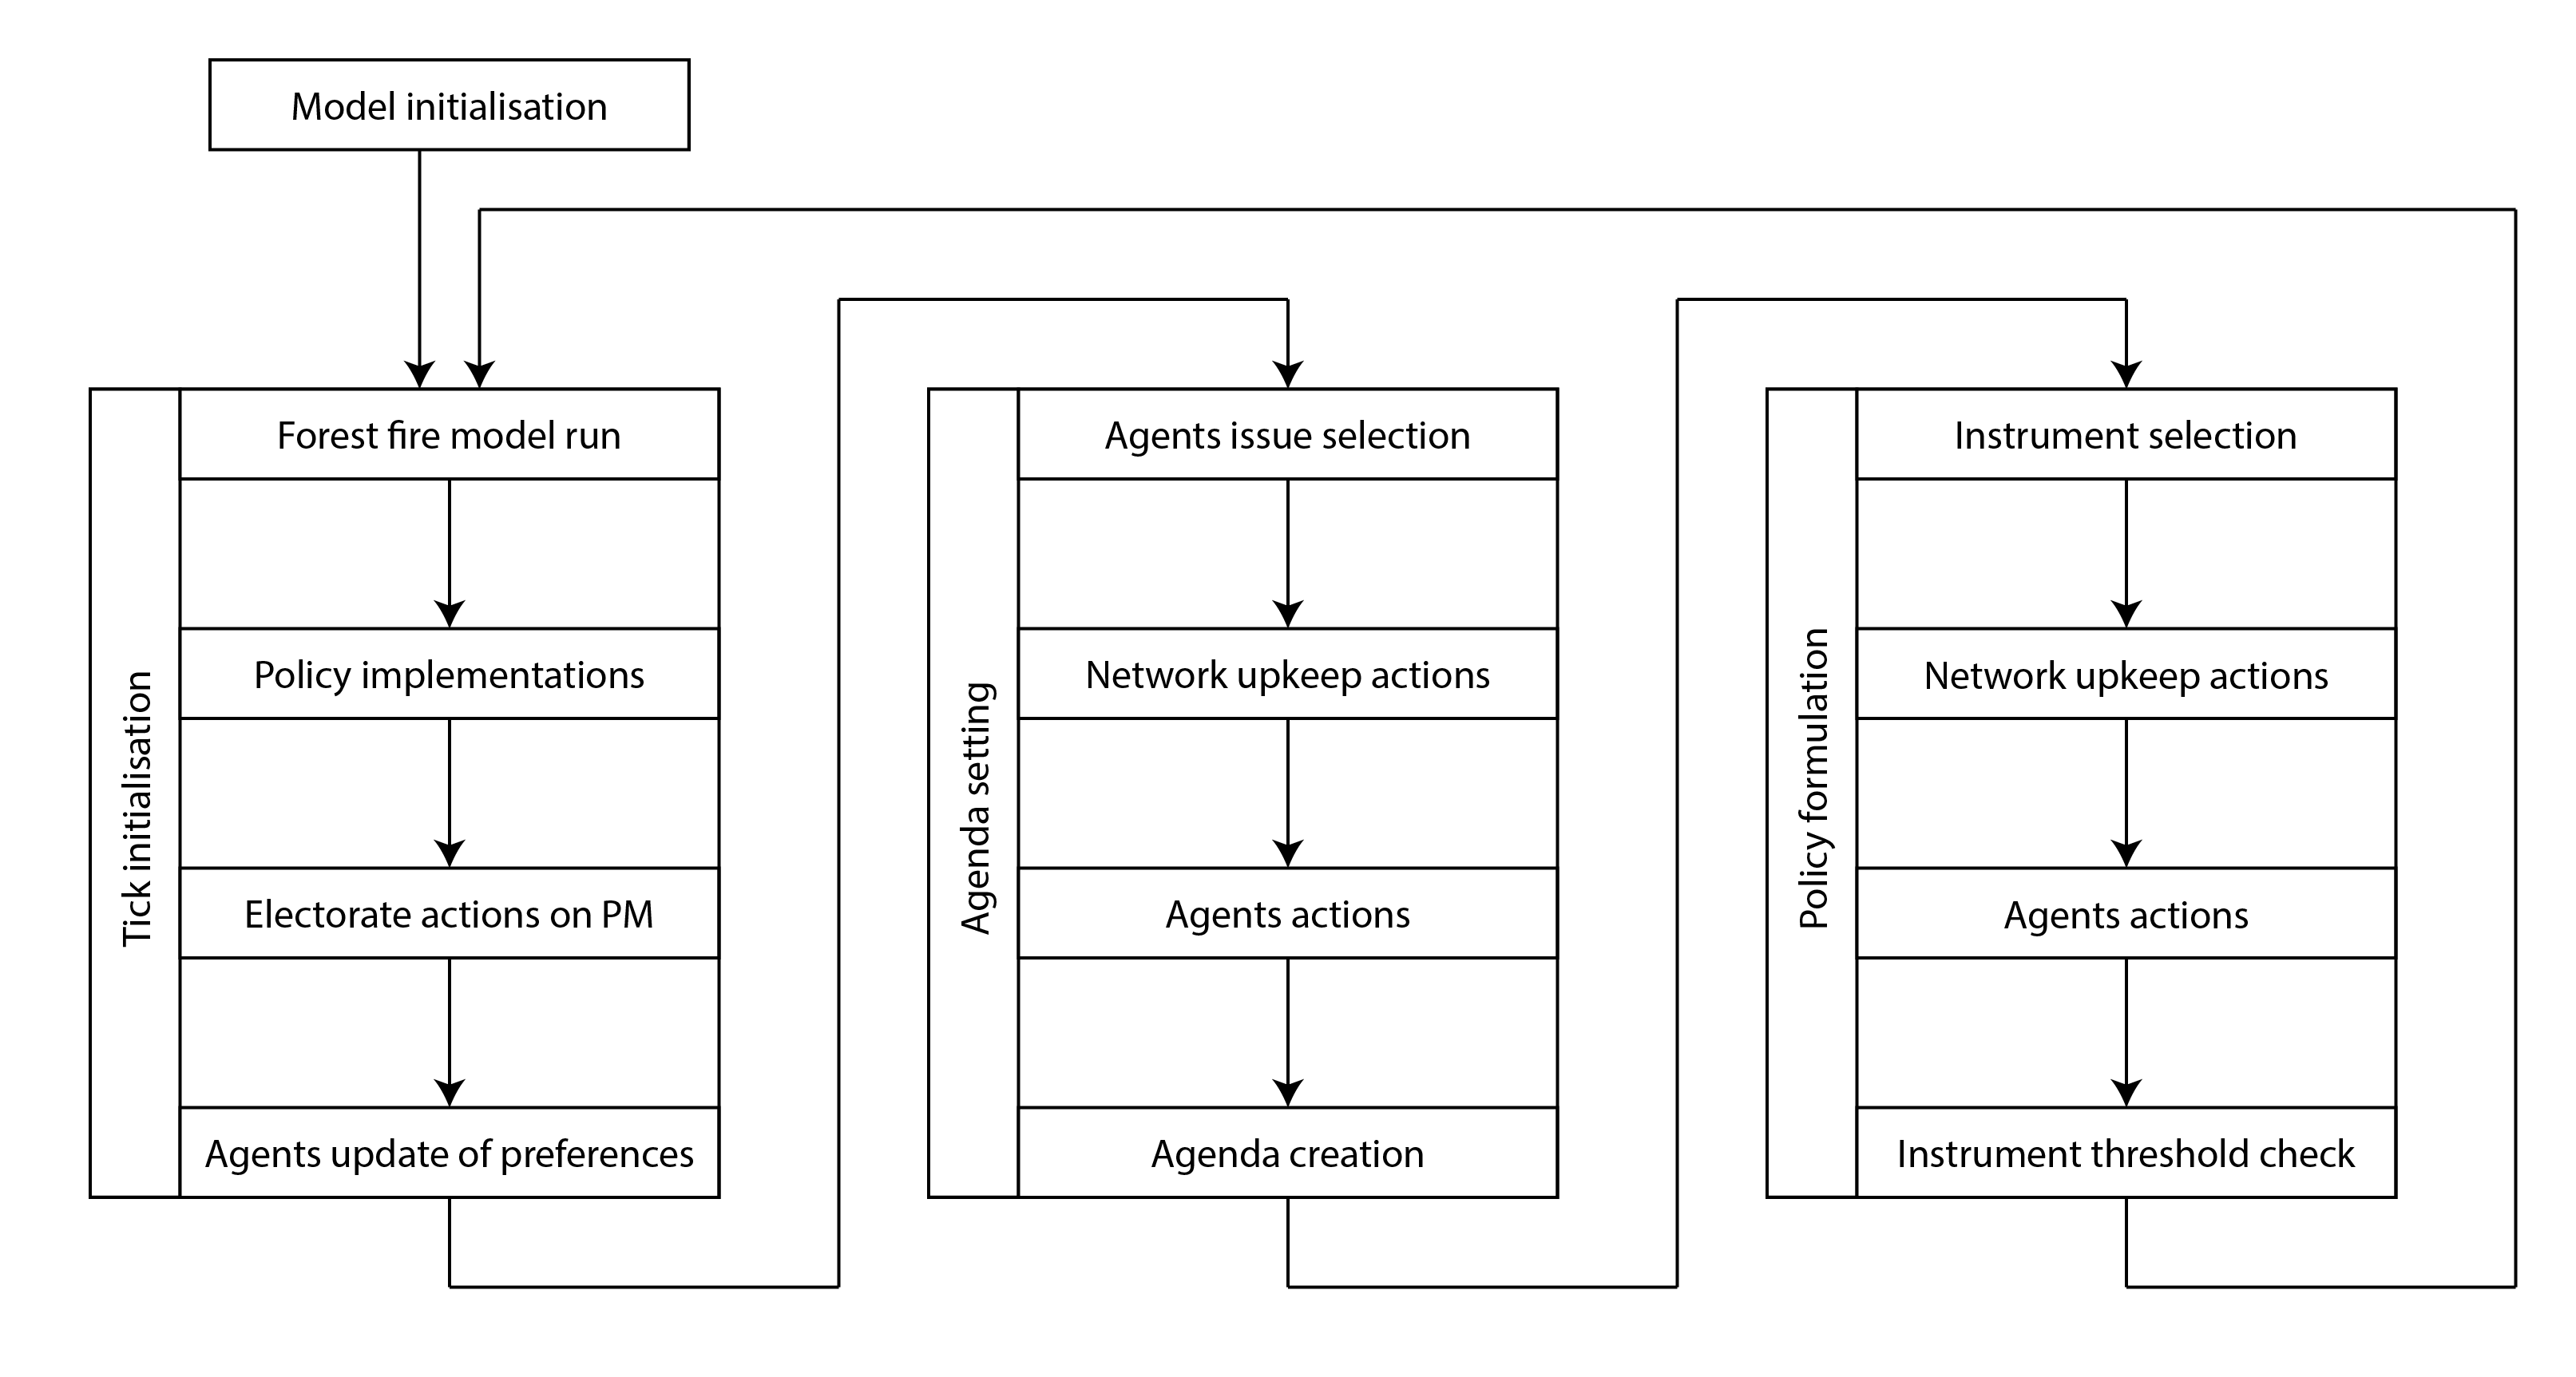 Model initialisation
Tick initialisation
Forest fire model run
Policy implementations
Electorate actions on PM
Agents update of preferences
Agenda setting
Agents issue selection
Network upkeep actions
Agents actions
Agenda creation
Policy formulation
Instrument selection
Network upkeep actions
Agents actions
Instrument threshold check